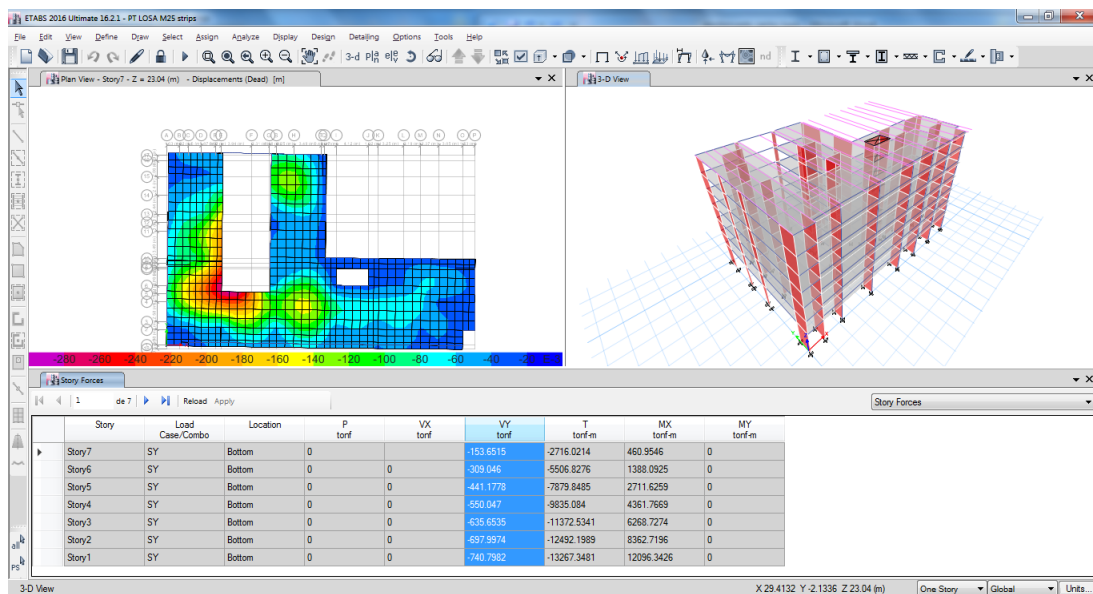 ETABS 2016 Ultimate 16.2.1 - PT LOSA M25 strips
File Edit View Define Draw Select Assign Analyze Display Design Detailing Options Tools Help
3-d nd
Plan View - Story7 - Z = 23.04 (m) - Displacements (Dead) [m]
3-D View
-280 -260 -240 -220 -200 -180 -160 -140 -120 -100 -80 -60 -40
Story Forces
1 de 7 Reload Apply Story Forces
Story Load Case/Combo Location P tonf VX tonf VY tonf T tonf-m MX tonf-m MY tonf-m
Story7 SY Bottom 0 -153.6515 -2716.0214 460.9546 0
Story6 SY Bottom 0 0 -309.046 -5506.8276 1388.0925 0
Story5 SY Bottom 0 0 -441.1778 -7879.8485 2711.6259 0
Story4 SY Bottom 0 0 -550.047 -9835.084 4361.7669 0
Story3 SY Bottom 0 0 -635.6535 -11372.5341 6268.7274 0
Story2 SY Bottom 0 0 -697.9974 -12492.1989 8362.7196 0
Story1 SY Bottom 0 0 -740.7982 -13267.3481 12096.3426 0
all
PS
3-D View X 29.4132 Y -2.1336 Z 23.04 (m) One Story Global Units...